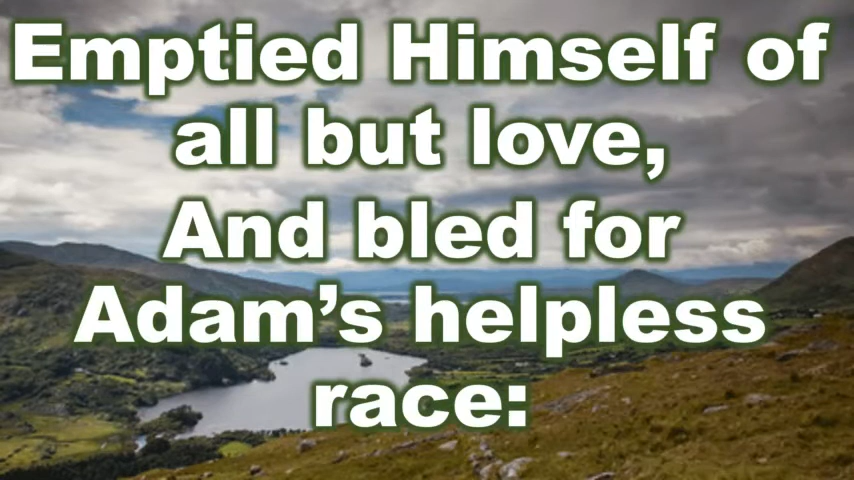 Emptied Himself of
all but love,
And bled for
Adam’s helpless
race: